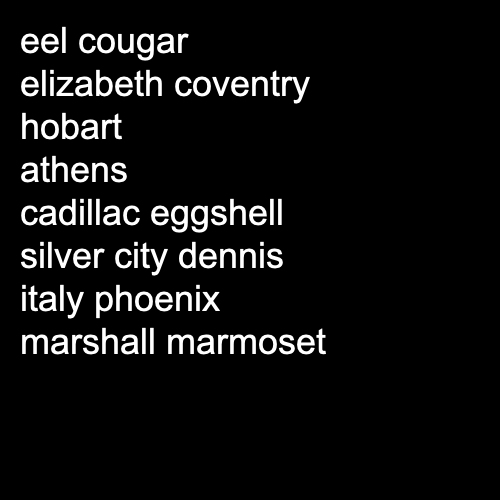 eel cougar
elizabeth coventry
hobart
athens
cadillac eggshell
silver city dennis
italy phoenix
marshall marmoset